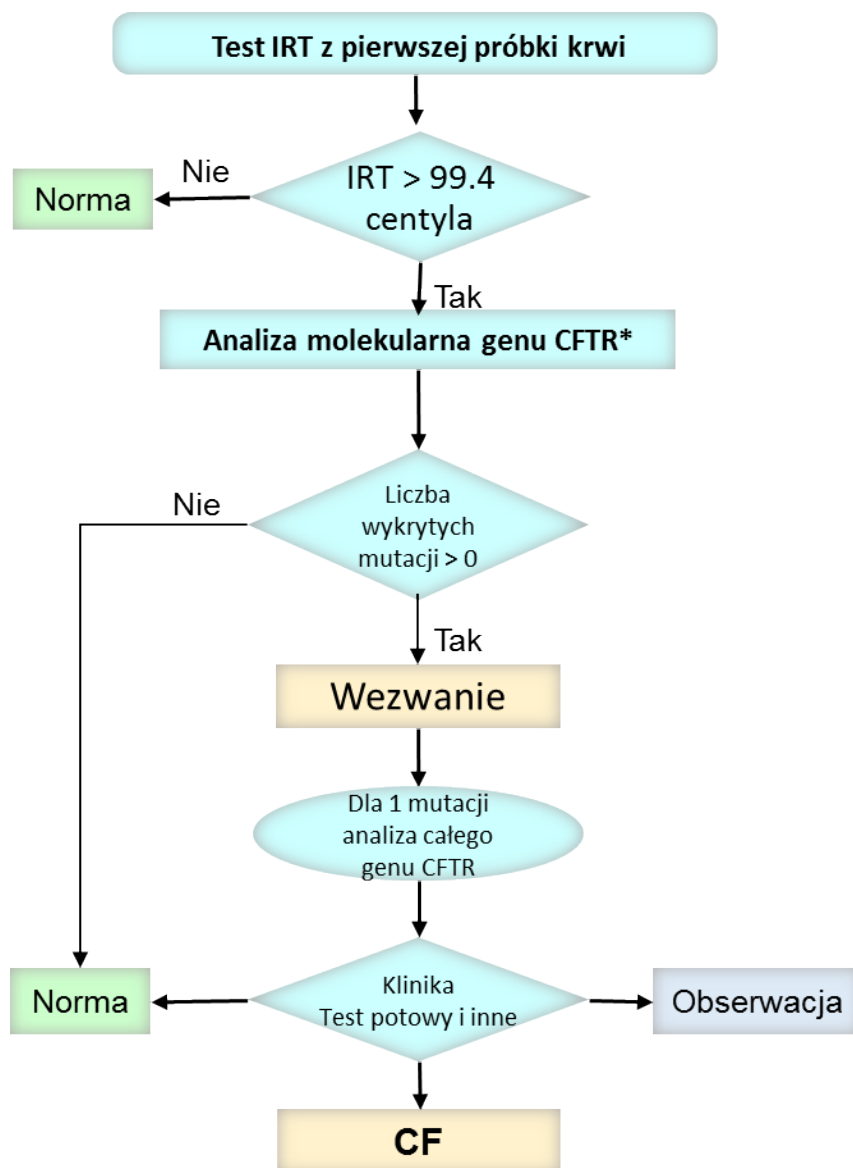 Test IRT z pierwszej próbki krwi
IRT > 99.4
centyla
Nie
Norma
Tak
Analiza molekularna genu CFTR*
Liczba
wykrytych
mutacji > 0
Nie
Tak
Wezwanie
Dla 1 mutacji
analiza całego
genu CFTR
Klinika
Test potowy i inne
Norma
Obserwacja
CF